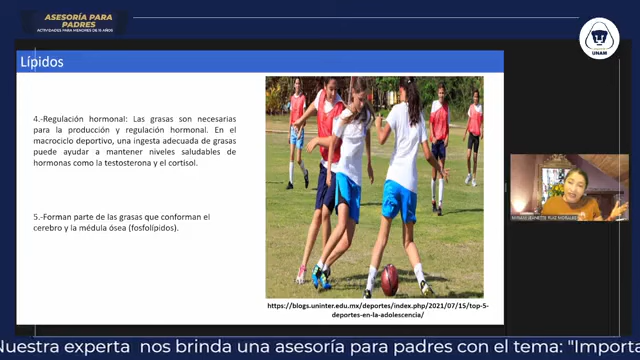 ASESORÍA PARA
PADRES
ACTIVIDADES PARA MENORES DE 15 AÑOS
UNAM
Lípidos
4.-Regulación hormonal: Las grasas son necesarias
para la producción y regulación hormonal. En el
macrociclo deportivo, una ingesta adecuada de grasas
puede ayudar a mantener niveles saludables de
hormonas como la testosterona y el cortisol.
5.-Forman parte de las grasas que conforman el
cerebro y la médula ósea (fosfolípidos).
https://blogs.uninter.edu.mx/deportes/index.php/2021/07/15/top-5-
deportes-en-la-adolescencia/
MIRIAM JEANETTE RUIZ MORALES
Nuestra experta nos brinda una asesoría para padres con el tema: "Importa